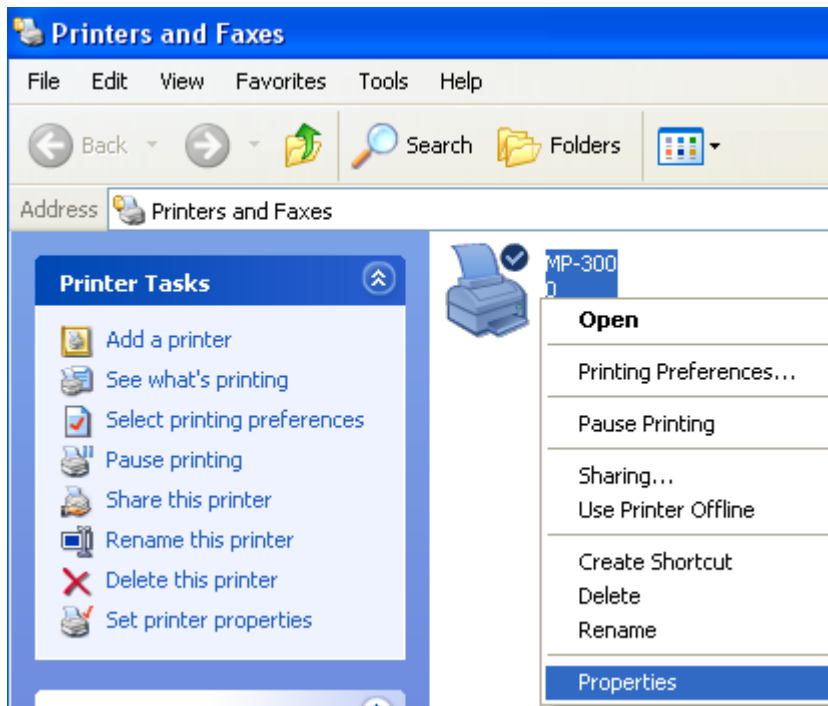 Printers and Faxes
File Edit View Favorites Tools Help
Back Search Folders
Address Printers and Faxes
Printer Tasks
Add a printer
See what's printing
Select printing preferences
Pause printing
Share this printer
Rename this printer
Delete this printer
Set printer properties
MP-300
0
Open
Printing Preferences...
Pause Printing
Sharing...
Use Printer Offline
Create Shortcut
Delete
Rename
Properties